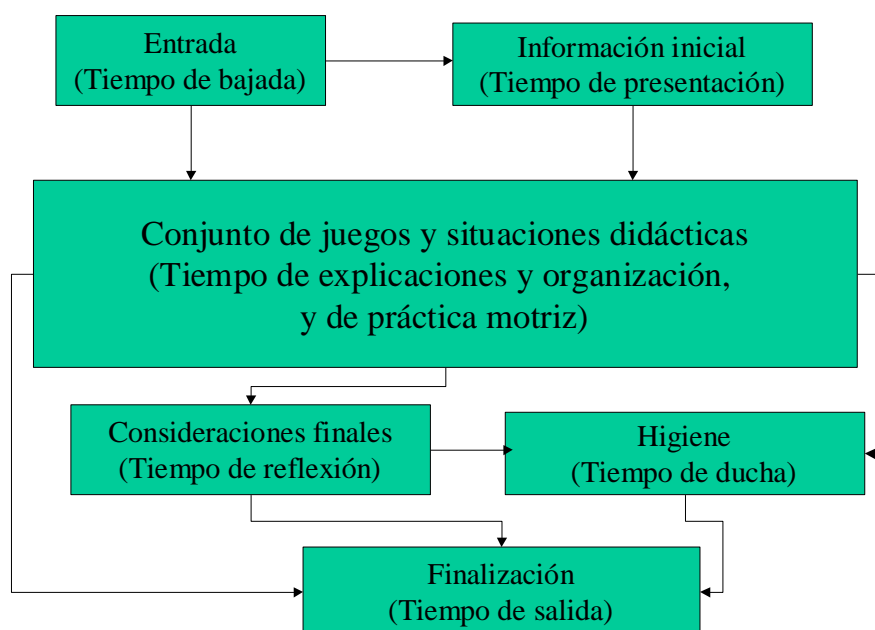 Entrada
(Tiempo de bajada)
Información inicial
(Tiempo de presentación)
Conjunto de juegos y situaciones didácticas
(Tiempo de explicaciones y organización,
y de práctica motriz)
Consideraciones finales
(Tiempo de reflexión)
Higiene
(Tiempo de ducha)
Finalización
(Tiempo de salida)